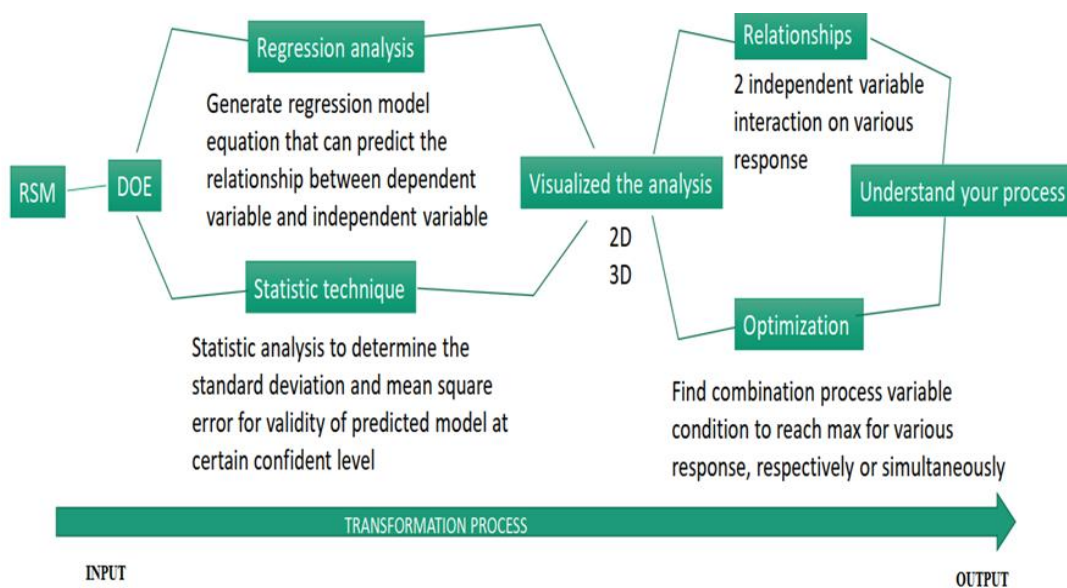 Regression analysis
Generate regression model
equation that can predict the
relationship between dependent
variable and independent variable
RSM
DOE
Statistic technique
Statistic analysis to determine the
standard deviation and mean square
error for validity of predicted model at
certain confident level
Visualized the analysis
2D
3D
Relationships
2 independent variable
interaction on various
response
Understand your process
Optimization
Find combination process variable
condition to reach max for various
response, respectively or simultaneously
TRANSFORMATION PROCESS
INPUT
OUTPUT